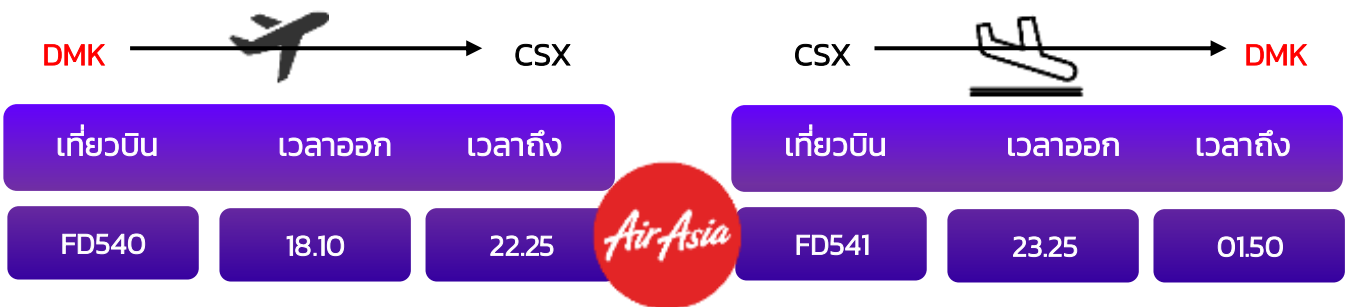 DMK CSX
เที่ยวบิน เวลาออก เวลาถึง
FD540 18.10 22.25
AirAsia
CSX DMK
เที่ยวบิน เวลาออก เวลาถึง
FD541 23.25 01.50